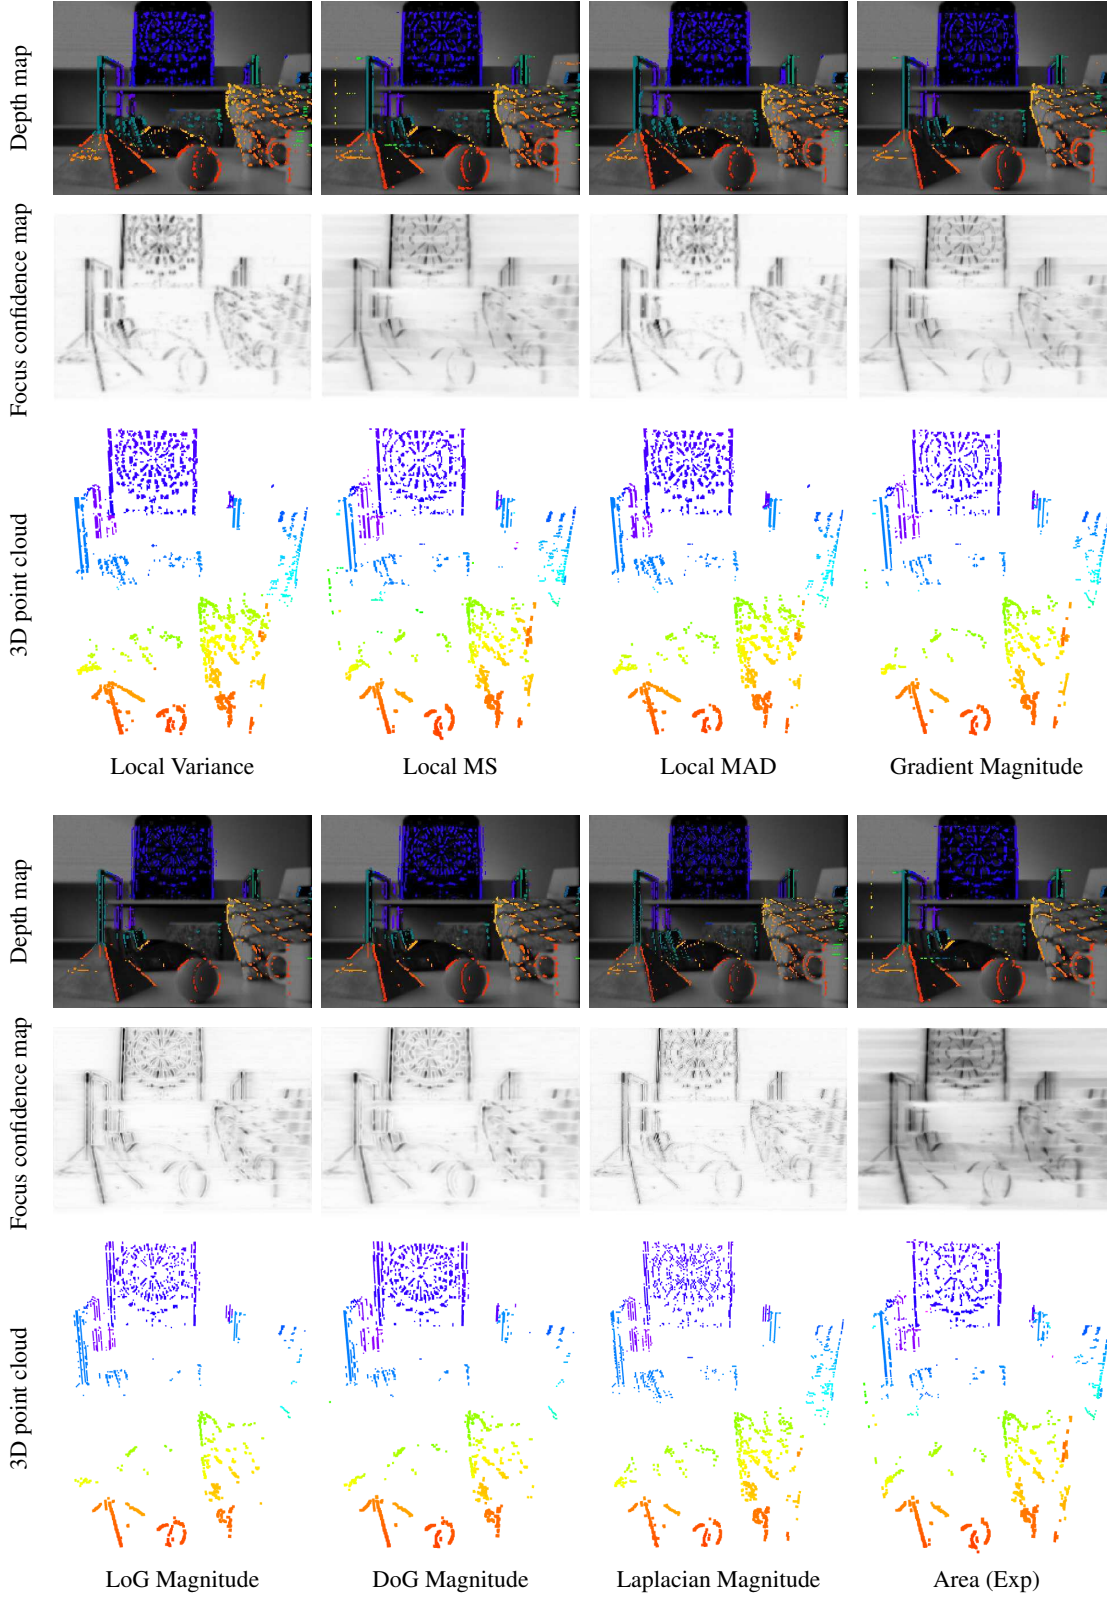 Depth map
Focus confidence map
3D point cloud
Local Variance
Local MS
Local MAD
Gradient Magnitude
Depth map
Focus confidence map
3D point cloud
LoG Magnitude
DoG Magnitude
Laplacian Magnitude
Area (Exp)